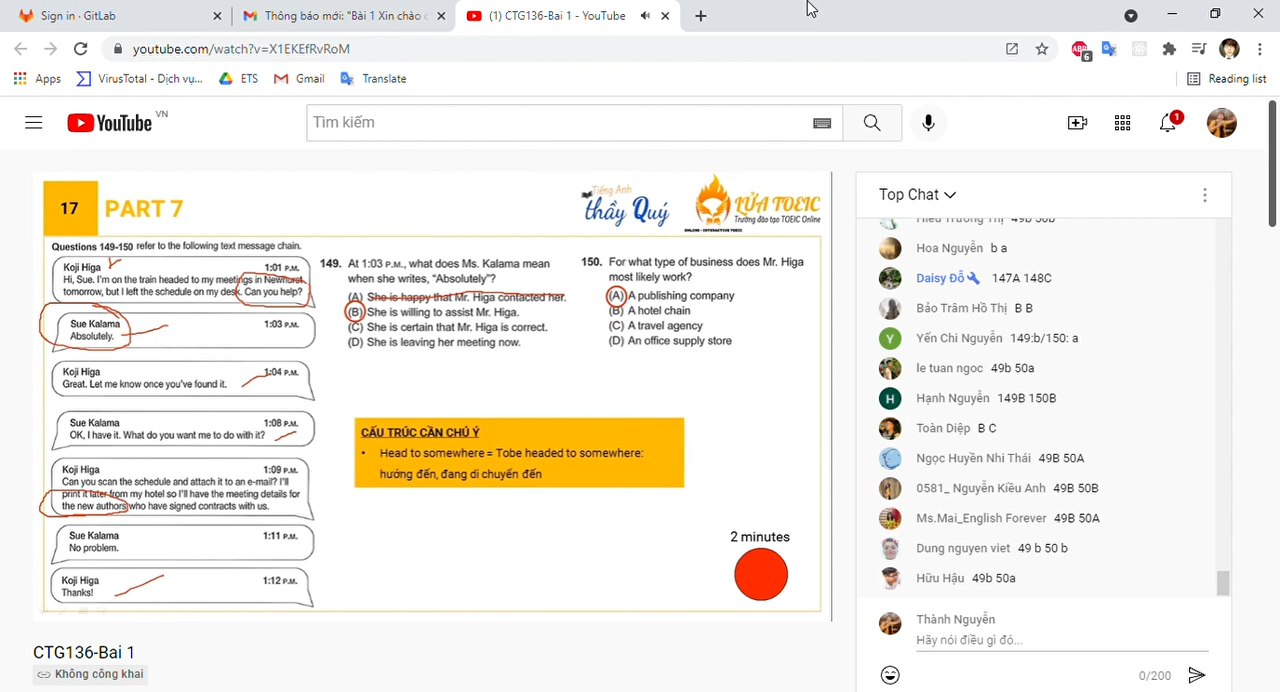 Sign in · GitLab
Thông báo mới: "Bài 1 Xin chào c
(1) CTG136-Bai 1 - YouTube
youtube.com/watch?v=X1EKEfRvRoM
ABP
6
Apps
VirusTotal - Dịch vụ...
ETS
Gmail
Translate
Reading list
YouTube VN
Tìm kiếm
1
17
PART 7
Tiếng Anh
thầy Quý
LỬA TOEIC
Trường đào tạo TOEIC Online
ONLINE - INTERACTIVE TOEIC
Questions 149-150 refer to the following text message chain.
Koji Higa 1:01 P.M.
Hi, Sue. I'm on the train headed to my meetings in Newhurst
tomorrow, but I left the schedule on my desk. Can you help?
Sue Kalama 1:03 P.M.
Absolutely.
Koji Higa 1:04 P.M.
Great. Let me know once you've found it.
Sue Kalama 1:08 P.M.
OK, I have it. What do you want me to do with it?
Koji Higa 1:09 P.M.
Can you scan the schedule and attach it to an e-mail? I'll
print it later from my hotel so I'll have the meeting details for
the new authors who have signed contracts with us.
Sue Kalama 1:11 P.M.
No problem.
Koji Higa 1:12 P.M.
Thanks!
149. At 1:03 P.M., what does Ms. Kalama mean
when she writes, "Absolutely"?
(A) She is happy that Mr. Higa contacted her.
(B) She is willing to assist Mr. Higa.
(C) She is certain that Mr. Higa is correct.
(D) She is leaving her meeting now.
150. For what type of business does Mr. Higa
most likely work?
(A) A publishing company
(B) A hotel chain
(C) A travel agency
(D) An office supply store
CẤU TRÚC CẦN CHÚ Ý
• Head to somewhere = Tobe headed to somewhere:
hướng đến, đang di chuyển đến
2 minutes
CTG136-Bai 1
Không công khai
Top Chat
Hiếu Trương Thị 49b 50b
Hoa Nguyễn b a
Daisy Đỗ 147A 148C
Bảo Trâm Hồ Thị B B
Y Yến Chi Nguyễn 149:b/150: a
le tuan ngoc 49b 50a
H Hạnh Nguyễn 149B 150B
Toàn Diệp B C
Ngọc Huyền Nhi Thái 49B 50A
0581_ Nguyễn Kiều Anh 49B 50B
Ms.Mai_English Forever 49B 50A
Dung nguyen viet 49 b 50 b
Hữu Hậu 49b 50a
Thành Nguyễn
Hãy nói điều gì đó...
0/200